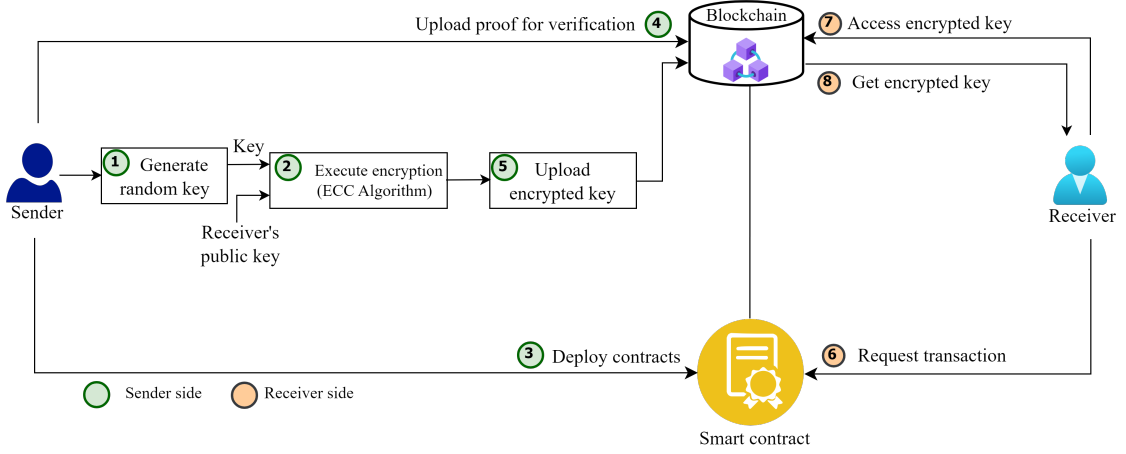 Blockchain
Upload proof for verification 4
7 Access encrypted key
8 Get encrypted key
1 Generate
random key
Key
2 Execute encryption
(ECC Algorithm)
5 Upload
encrypted key
Sender
Receiver's
public key
Receiver
3 Deploy contracts
6 Request transaction
Sender side
Receiver side
Smart contract